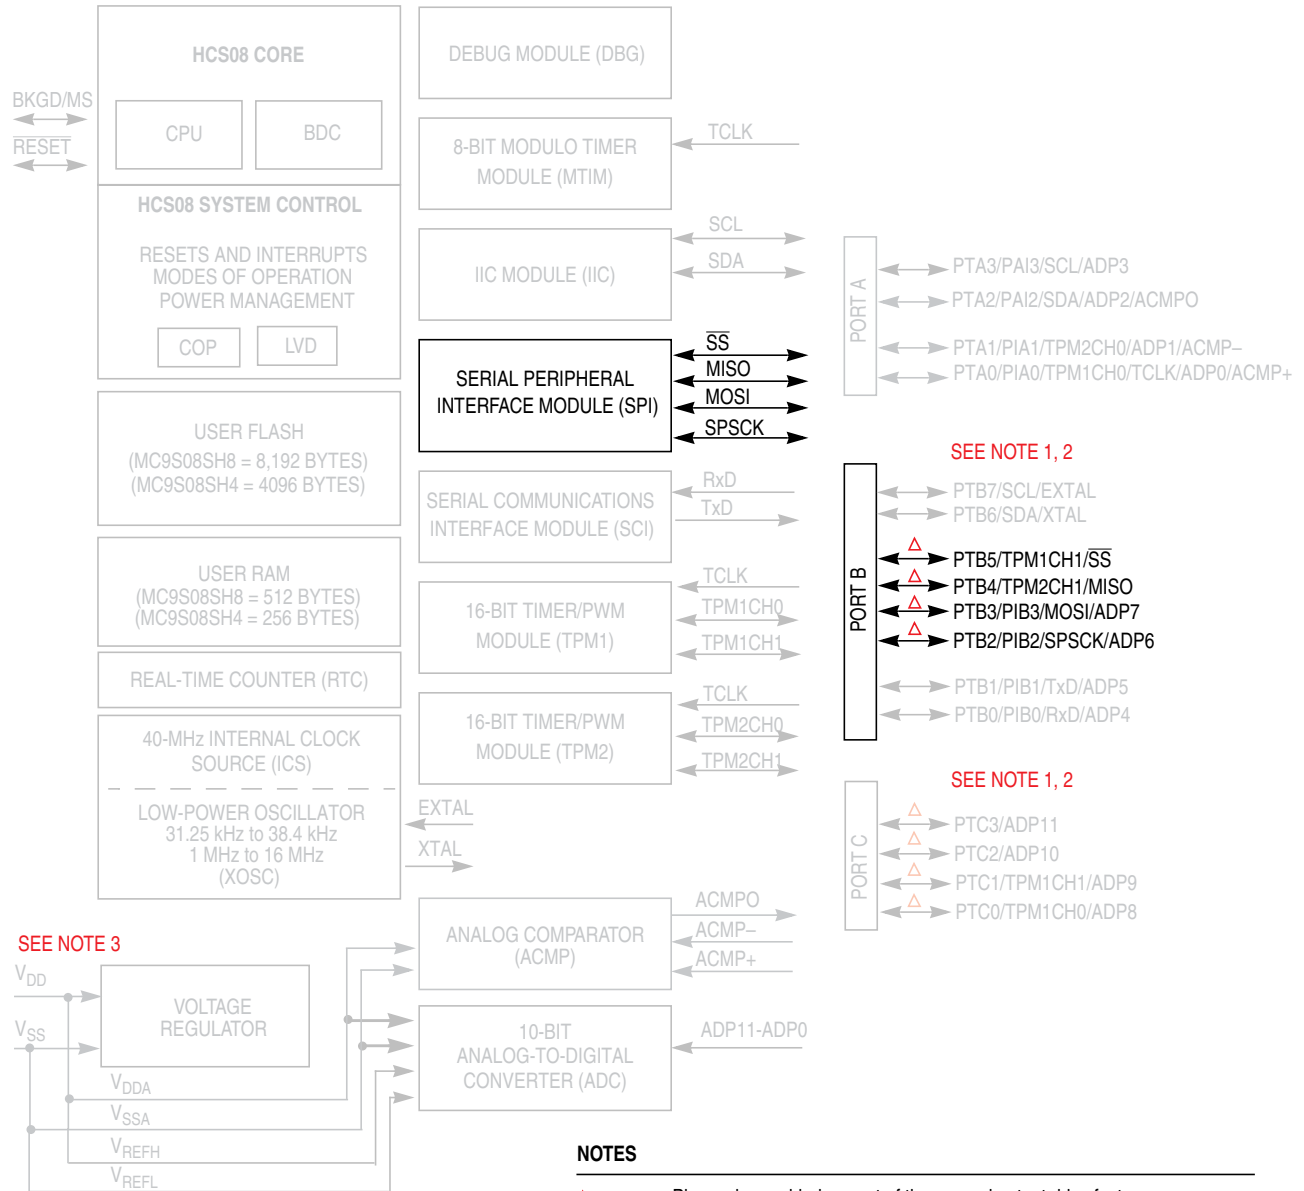 HCS08 CORE
CPU
BDC
BKGD/MS
RESET
HCS08 SYSTEM CONTROL
RESETS AND INTERRUPTS
MODES OF OPERATION
POWER MANAGEMENT
COP
LVD
USER FLASH
(MC9S08SH8 = 8,192 BYTES)
(MC9S08SH4 = 4096 BYTES)
USER RAM
(MC9S08SH8 = 512 BYTES)
(MC9S08SH4 = 256 BYTES)
REAL-TIME COUNTER (RTC)
40-MHz INTERNAL CLOCK
SOURCE (ICS)
LOW-POWER OSCILLATOR
31.25 kHz to 38.4 kHz
1 MHz to 16 MHz
(XOSC)
EXTAL
XTAL
SEE NOTE 3
VDD
VSS
VOLTAGE
REGULATOR
VDDA
VSSA
VREFH
VREFL
DEBUG MODULE (DBG)
8-BIT MODULO TIMER
MODULE (MTIM)
TCLK
IIC MODULE (IIC)
SCL
SDA
SERIAL PERIPHERAL
INTERFACE MODULE (SPI)
SS
MISO
MOSI
SPSCK
SERIAL COMMUNICATIONS
INTERFACE MODULE (SCI)
RxD
TxD
16-BIT TIMER/PWM
MODULE (TPM1)
TCLK
TPM1CH0
TPM1CH1
16-BIT TIMER/PWM
MODULE (TPM2)
TCLK
TPM2CH0
TPM2CH1
ANALOG COMPARATOR
(ACMP)
ACMPO
ACMP–
ACMP+
10-BIT
ANALOG-TO-DIGITAL
CONVERTER (ADC)
ADP11-ADP0
PORT A
PTA3/PAI3/SCL/ADP3
PTA2/PAI2/SDA/ADP2/ACMPO
PTA1/PIA1/TPM2CH0/ADP1/ACMP–
PTA0/PIA0/TPM1CH0/TCLK/ADP0/ACMP+
SEE NOTE 1, 2
PORT B
PTB7/SCL/EXTAL
PTB6/SDA/XTAL
PTB5/TPM1CH1/SS
PTB4/TPM2CH1/MISO
PTB3/PIB3/MOSI/ADP7
PTB2/PIB2/SPSCK/ADP6
PTB1/PIB1/TxD/ADP5
PTB0/PIB0/RxD/ADP4
SEE NOTE 1, 2
PORT C
PTC3/ADP11
PTC2/ADP10
PTC1/TPM1CH1/ADP9
PTC0/TPM1CH0/ADP8
NOTES